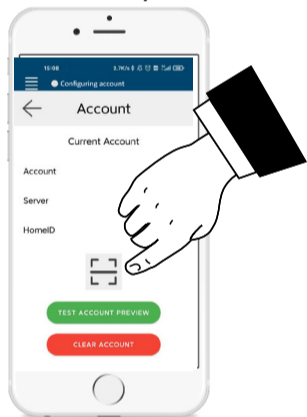 15:08
Configuring account
Account
Current Account
Account
Server
HomeID
TEST ACCOUNT PREVIEW
CLEAR ACCOUNT